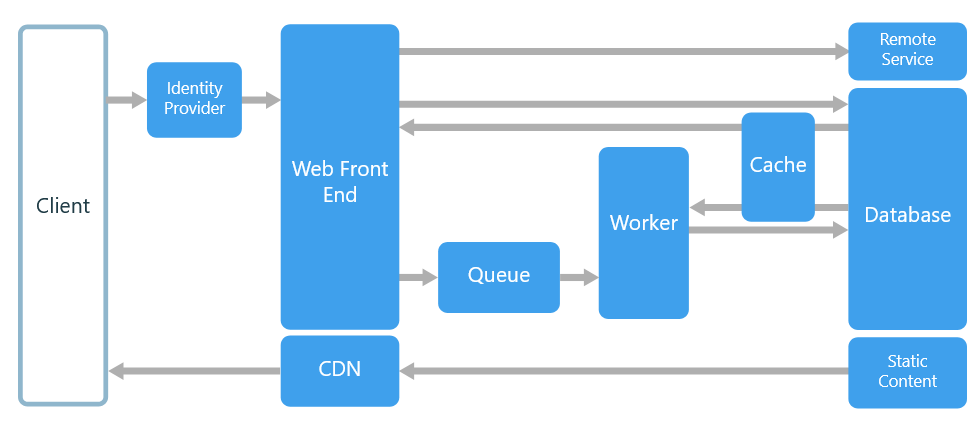 Client
Identity
Provider
Web Front
End
Remote
Service
Cache
Database
Worker
Queue
CDN
Static
Content